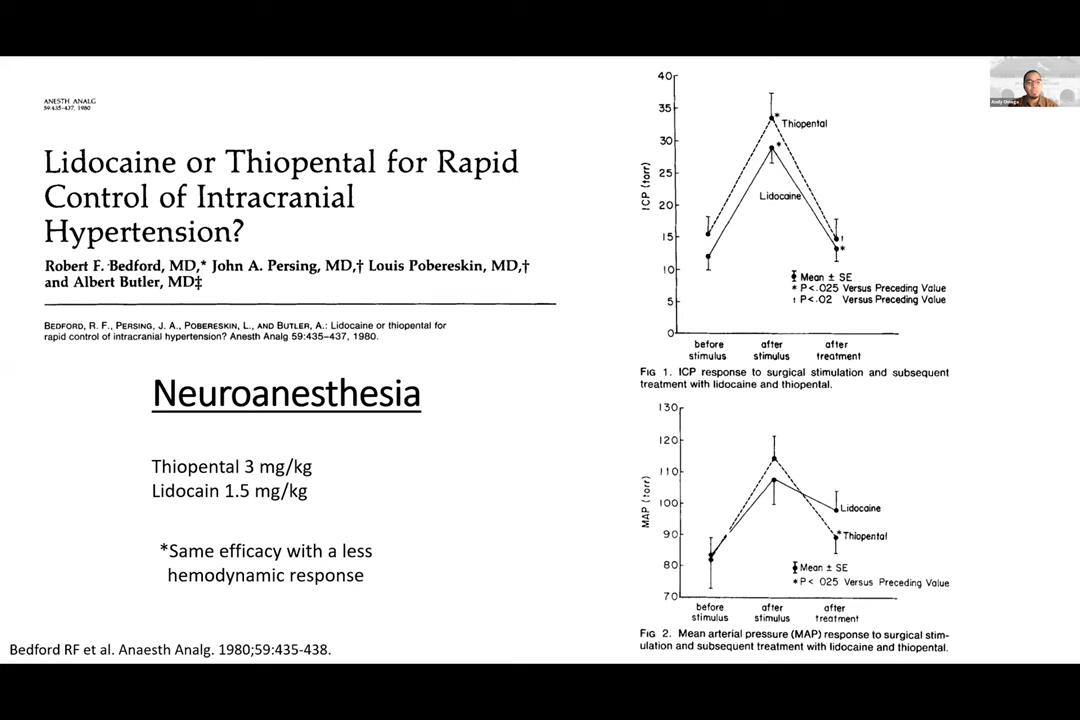 ANESTH ANALG
59:435-437, 1980
Lidocaine or Thiopental for Rapid
Control of Intracranial
Hypertension?
Robert F. Bedford, MD,* John A. Persing, MD,† Louis Pobereskin, MD,†
and Albert Butler, MD‡
BEDFORD, R. F., PERSING, J. A., POBERESKIN, L., AND BUTLER, A.: Lidocaine or thiopental for
rapid control of intracranial hypertension? Anesth Analg 59:435-437, 1980.
Neuroanesthesia
Thiopental 3 mg/kg
Lidocain 1.5 mg/kg
*Same efficacy with a less
hemodynamic response
Bedford RF et al. Anaesth Analg. 1980;59:435-438.
40
35
30
25
20
15
10
5
0
ICP (torr)
* Thiopental
*
Lidocaine
†
*
Mean ± SE
* P<.025 Versus Preceding Value
† P<.02 Versus Preceding Value
before after after
stimulus stimulus treatment
FIG 1. ICP response to surgical stimulation and subsequent
treatment with lidocaine and thiopental.
130
120
110
100
90
80
70
MAP (torr)
Lidocaine
* Thiopental
Mean ± SE
* P< 025 Versus Preceding Value
before after after
stimulus stimulus treatment
FIG 2. Mean arterial pressure (MAP) response to surgical stim-
ulation and subsequent treatment with lidocaine and thiopental.
Andy Ortega